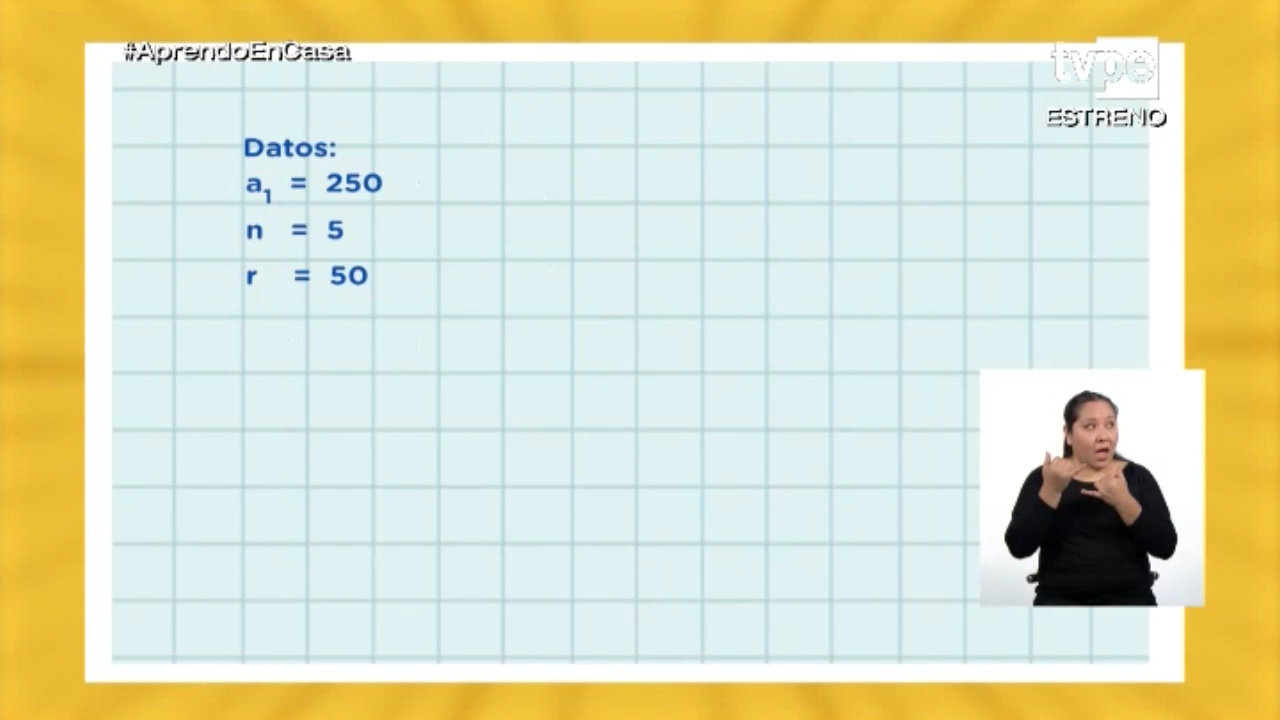 #AprendoEnCasa
tvpe
ESTRENO
Datos:
a₁ = 250
n = 5
r = 50